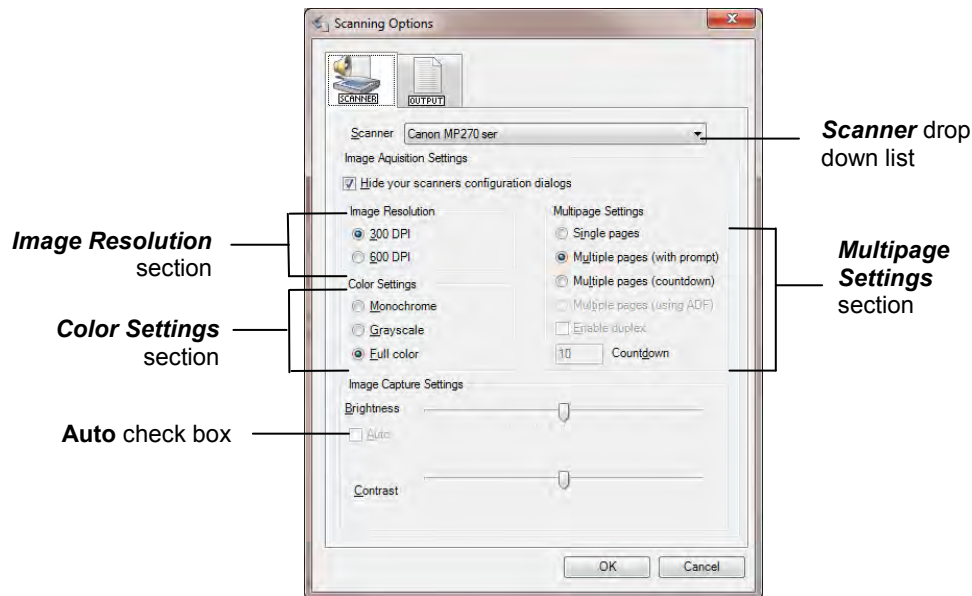 Scanning Options
SCANNER
OUTPUT
Scanner Canon MP270 ser
Scanner drop
down list
Image Aquisition Settings
Hide your scanners configuration dialogs
Image Resolution
300 DPI
600 DPI
Image Resolution
section
Multipage Settings
Single pages
Multiple pages (with prompt)
Multiple pages (countdown)
Multiple pages (using ADF)
Enable duplex
10 Countdown
Multipage
Settings
section
Color Settings
Monochrome
Grayscale
Full color
Color Settings
section
Image Capture Settings
Brightness
Auto
Auto check box
Contrast
OK
Cancel